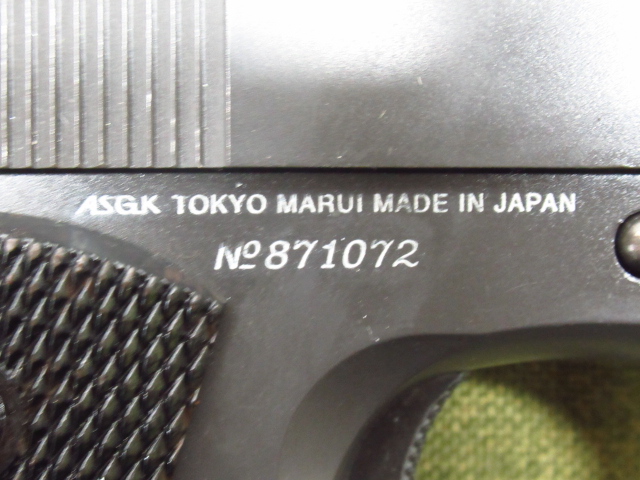 ASGK TOKYO MARUI MADE IN JAPAN
№871072